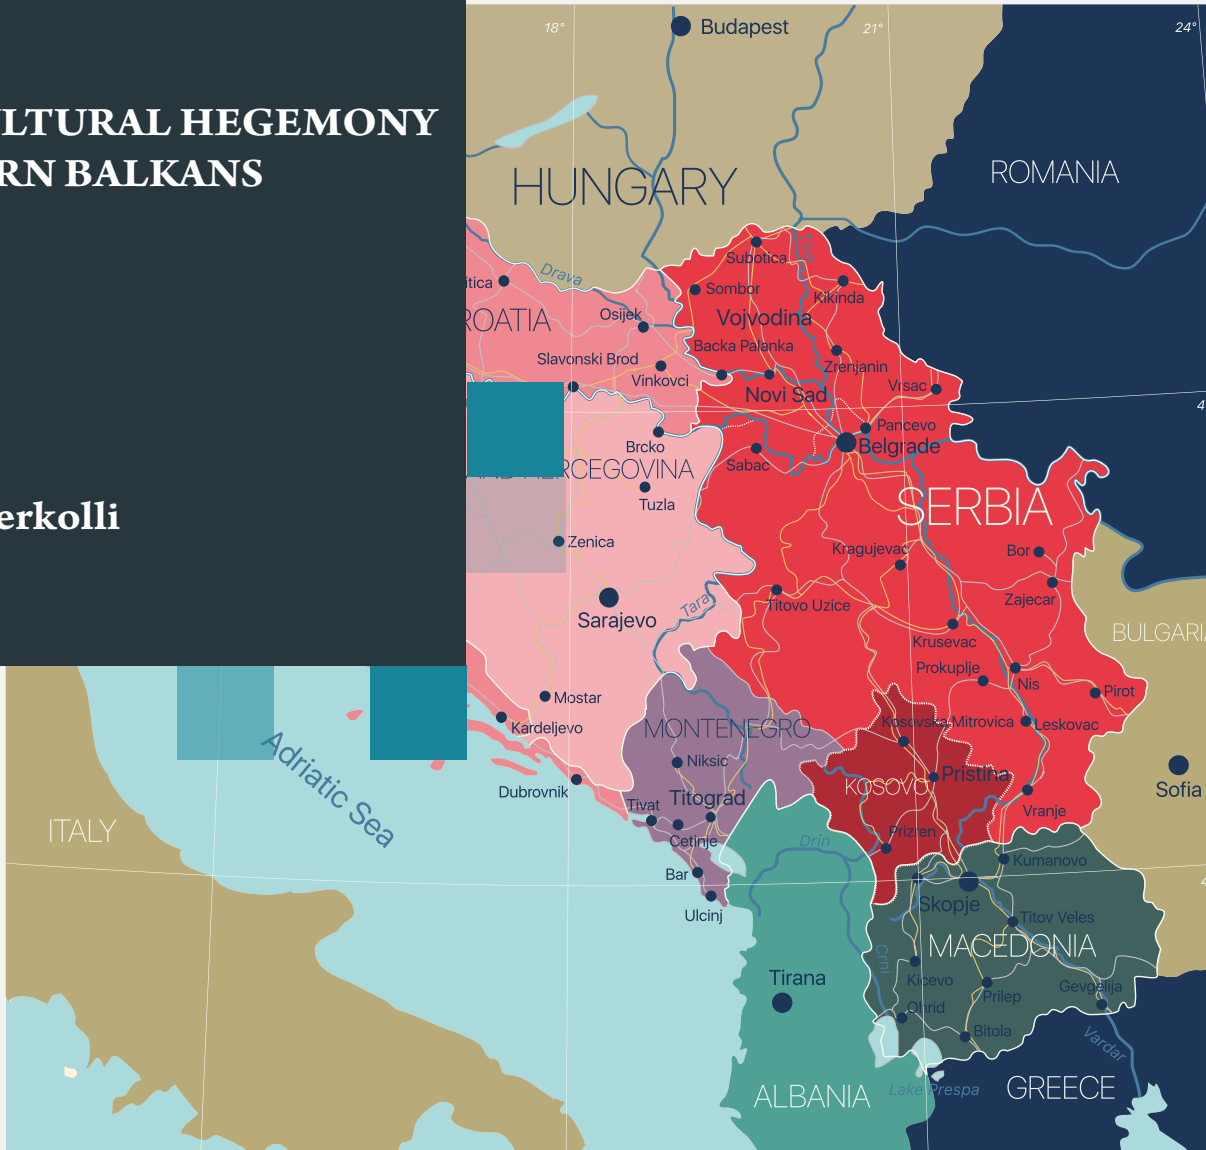 18°
21°
24°
Budapest
LTURAL HEGEMONY
RN BALKANS
HUNGARY
ROMANIA
Drava
Subotica
itica
Sombor
Kikinda
ROATIA
Osijek
Vojvodina
Backa Palanka
Slavonski Brod
Zrenjanin
Vinkovci
Vrsac
Novi Sad
4
Pancevo
Brcko
Belgrade
Sabac
RCEGOVINA
Tuzla
SERBIA
erkolli
Zenica
Kragujevac
Bor
Zajecar
Tara
Titovo Uzice
Sarajevo
Krusevac
BULGARIA
Prokuplje
Nis
Mostar
Pirot
Kardeljevo
MONTENEGRO
Kosovska Mitrovica
Leskovac
Adriatic Sea
Niksic
Pristina
Sofia
Dubrovnik
KOSOVO
Titograd
Tivat
Vranje
ITALY
Cetinje
Drin
Prizren
Kumanovo
Bar
4
Skopje
Ulcinj
Titov Veles
MACEDONIA
Crni
Tirana
Kicevo
Prilep
Gevgelija
Ohrid
Bitola
Vardar
Lake Prespa
ALBANIA
GREECE